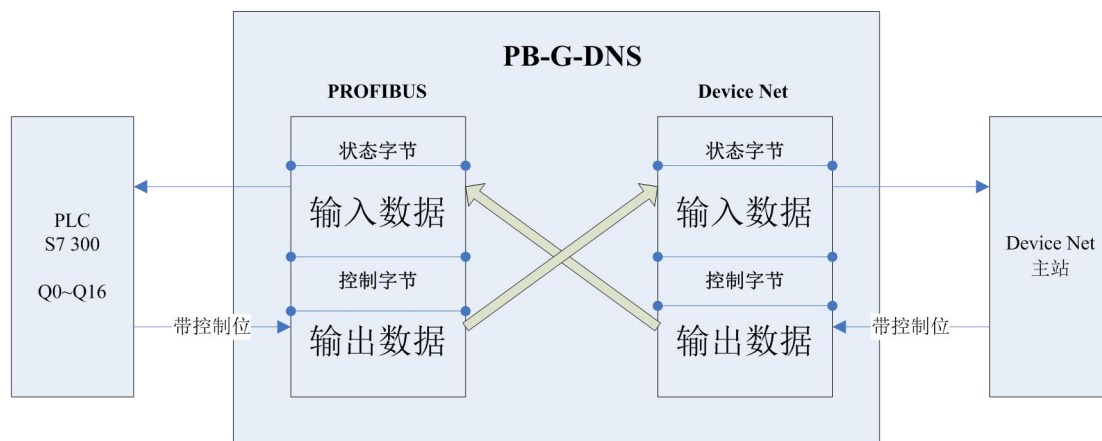 PB-G-DNS
PROFIBUS
Device Net
PLC
S7 300
Q0~Q16
带控制位
状态字节
输入数据
控制字节
输出数据
状态字节
输入数据
控制字节
输出数据
带控制位
Device Net
主站